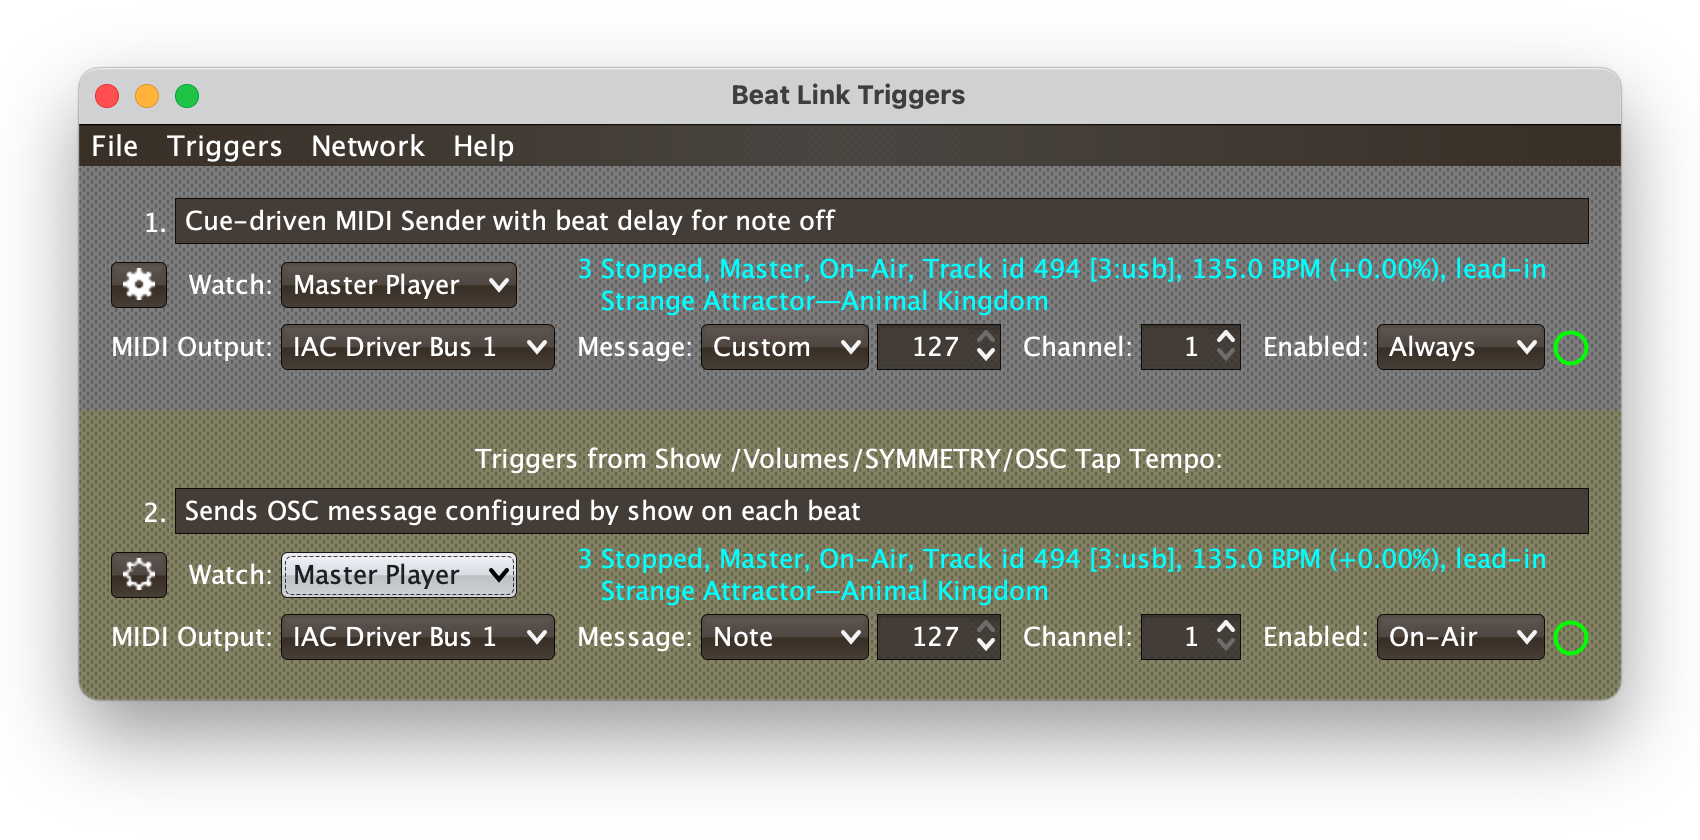 Beat Link Triggers
File Triggers Network Help
1. Cue-driven MIDI Sender with beat delay for note off
Watch: Master Player 3 Stopped, Master, On-Air, Track id 494 [3:usb], 135.0 BPM (+0.00%), lead-in
Strange Attractor—Animal Kingdom
MIDI Output: IAC Driver Bus 1 Message: Custom 127 Channel: 1 Enabled: Always
Triggers from Show /Volumes/SYMMETRY/OSC Tap Tempo:
2. Sends OSC message configured by show on each beat
Watch: Master Player 3 Stopped, Master, On-Air, Track id 494 [3:usb], 135.0 BPM (+0.00%), lead-in
Strange Attractor—Animal Kingdom
MIDI Output: IAC Driver Bus 1 Message: Note 127 Channel: 1 Enabled: On-Air